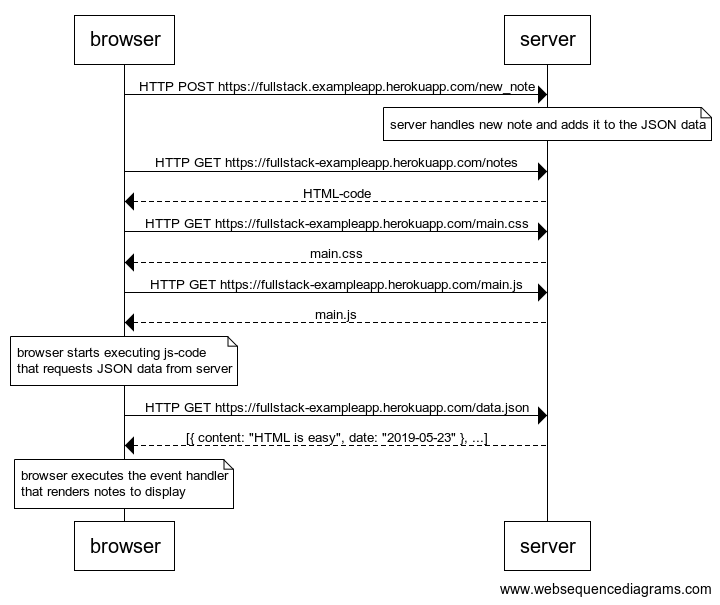 browser
server
HTTP POST https://fullstack.exampleapp.herokuapp.com/new_note
server handles new note and adds it to the JSON data
HTTP GET https://fullstack-exampleapp.herokuapp.com/notes
HTML-code
HTTP GET https://fullstack-exampleapp.herokuapp.com/main.css
main.css
HTTP GET https://fullstack-exampleapp.herokuapp.com/main.js
main.js
browser starts executing js-code
that requests JSON data from server
HTTP GET https://fullstack-exampleapp.herokuapp.com/data.json
[{ content: "HTML is easy", date: "2019-05-23" }, ...]
browser executes the event handler
that renders notes to display
browser
server
www.websequencediagrams.com